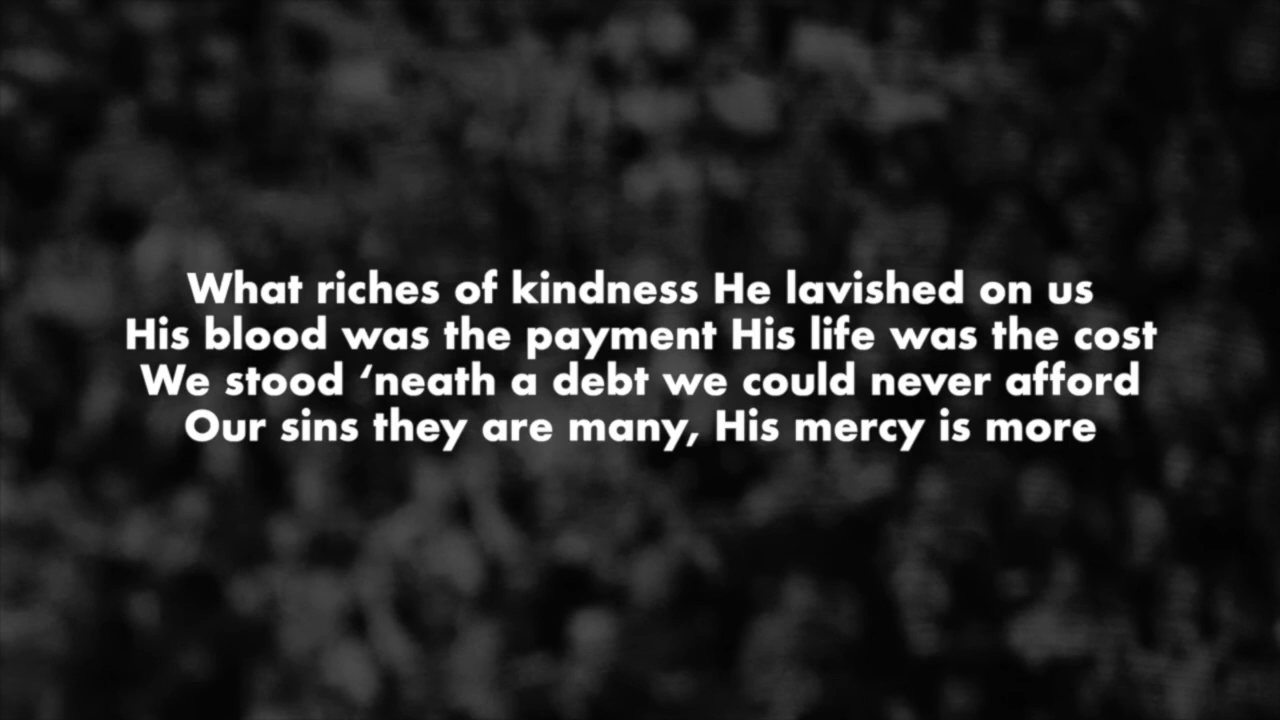 What riches of kindness He lavished on us
His blood was the payment His life was the cost
We stood ‘neath a debt we could never afford
Our sins they are many, His mercy is more